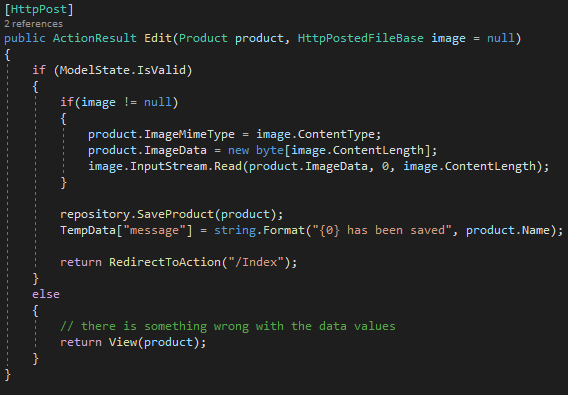 [HttpPost]
2 references
public ActionResult Edit(Product product, HttpPostedFileBase image = null)
{
if (ModelState.IsValid)
{
if(image != null)
{
product.ImageMimeType = image.ContentType;
product.ImageData = new byte[image.ContentLength];
image.InputStream.Read(product.ImageData, 0, image.ContentLength);
}
repository.SaveProduct(product);
TempData["message"] = string.Format("{0} has been saved", product.Name);
return RedirectToAction("/Index");
}
else
{
// there is something wrong with the data values
return View(product);
}
}